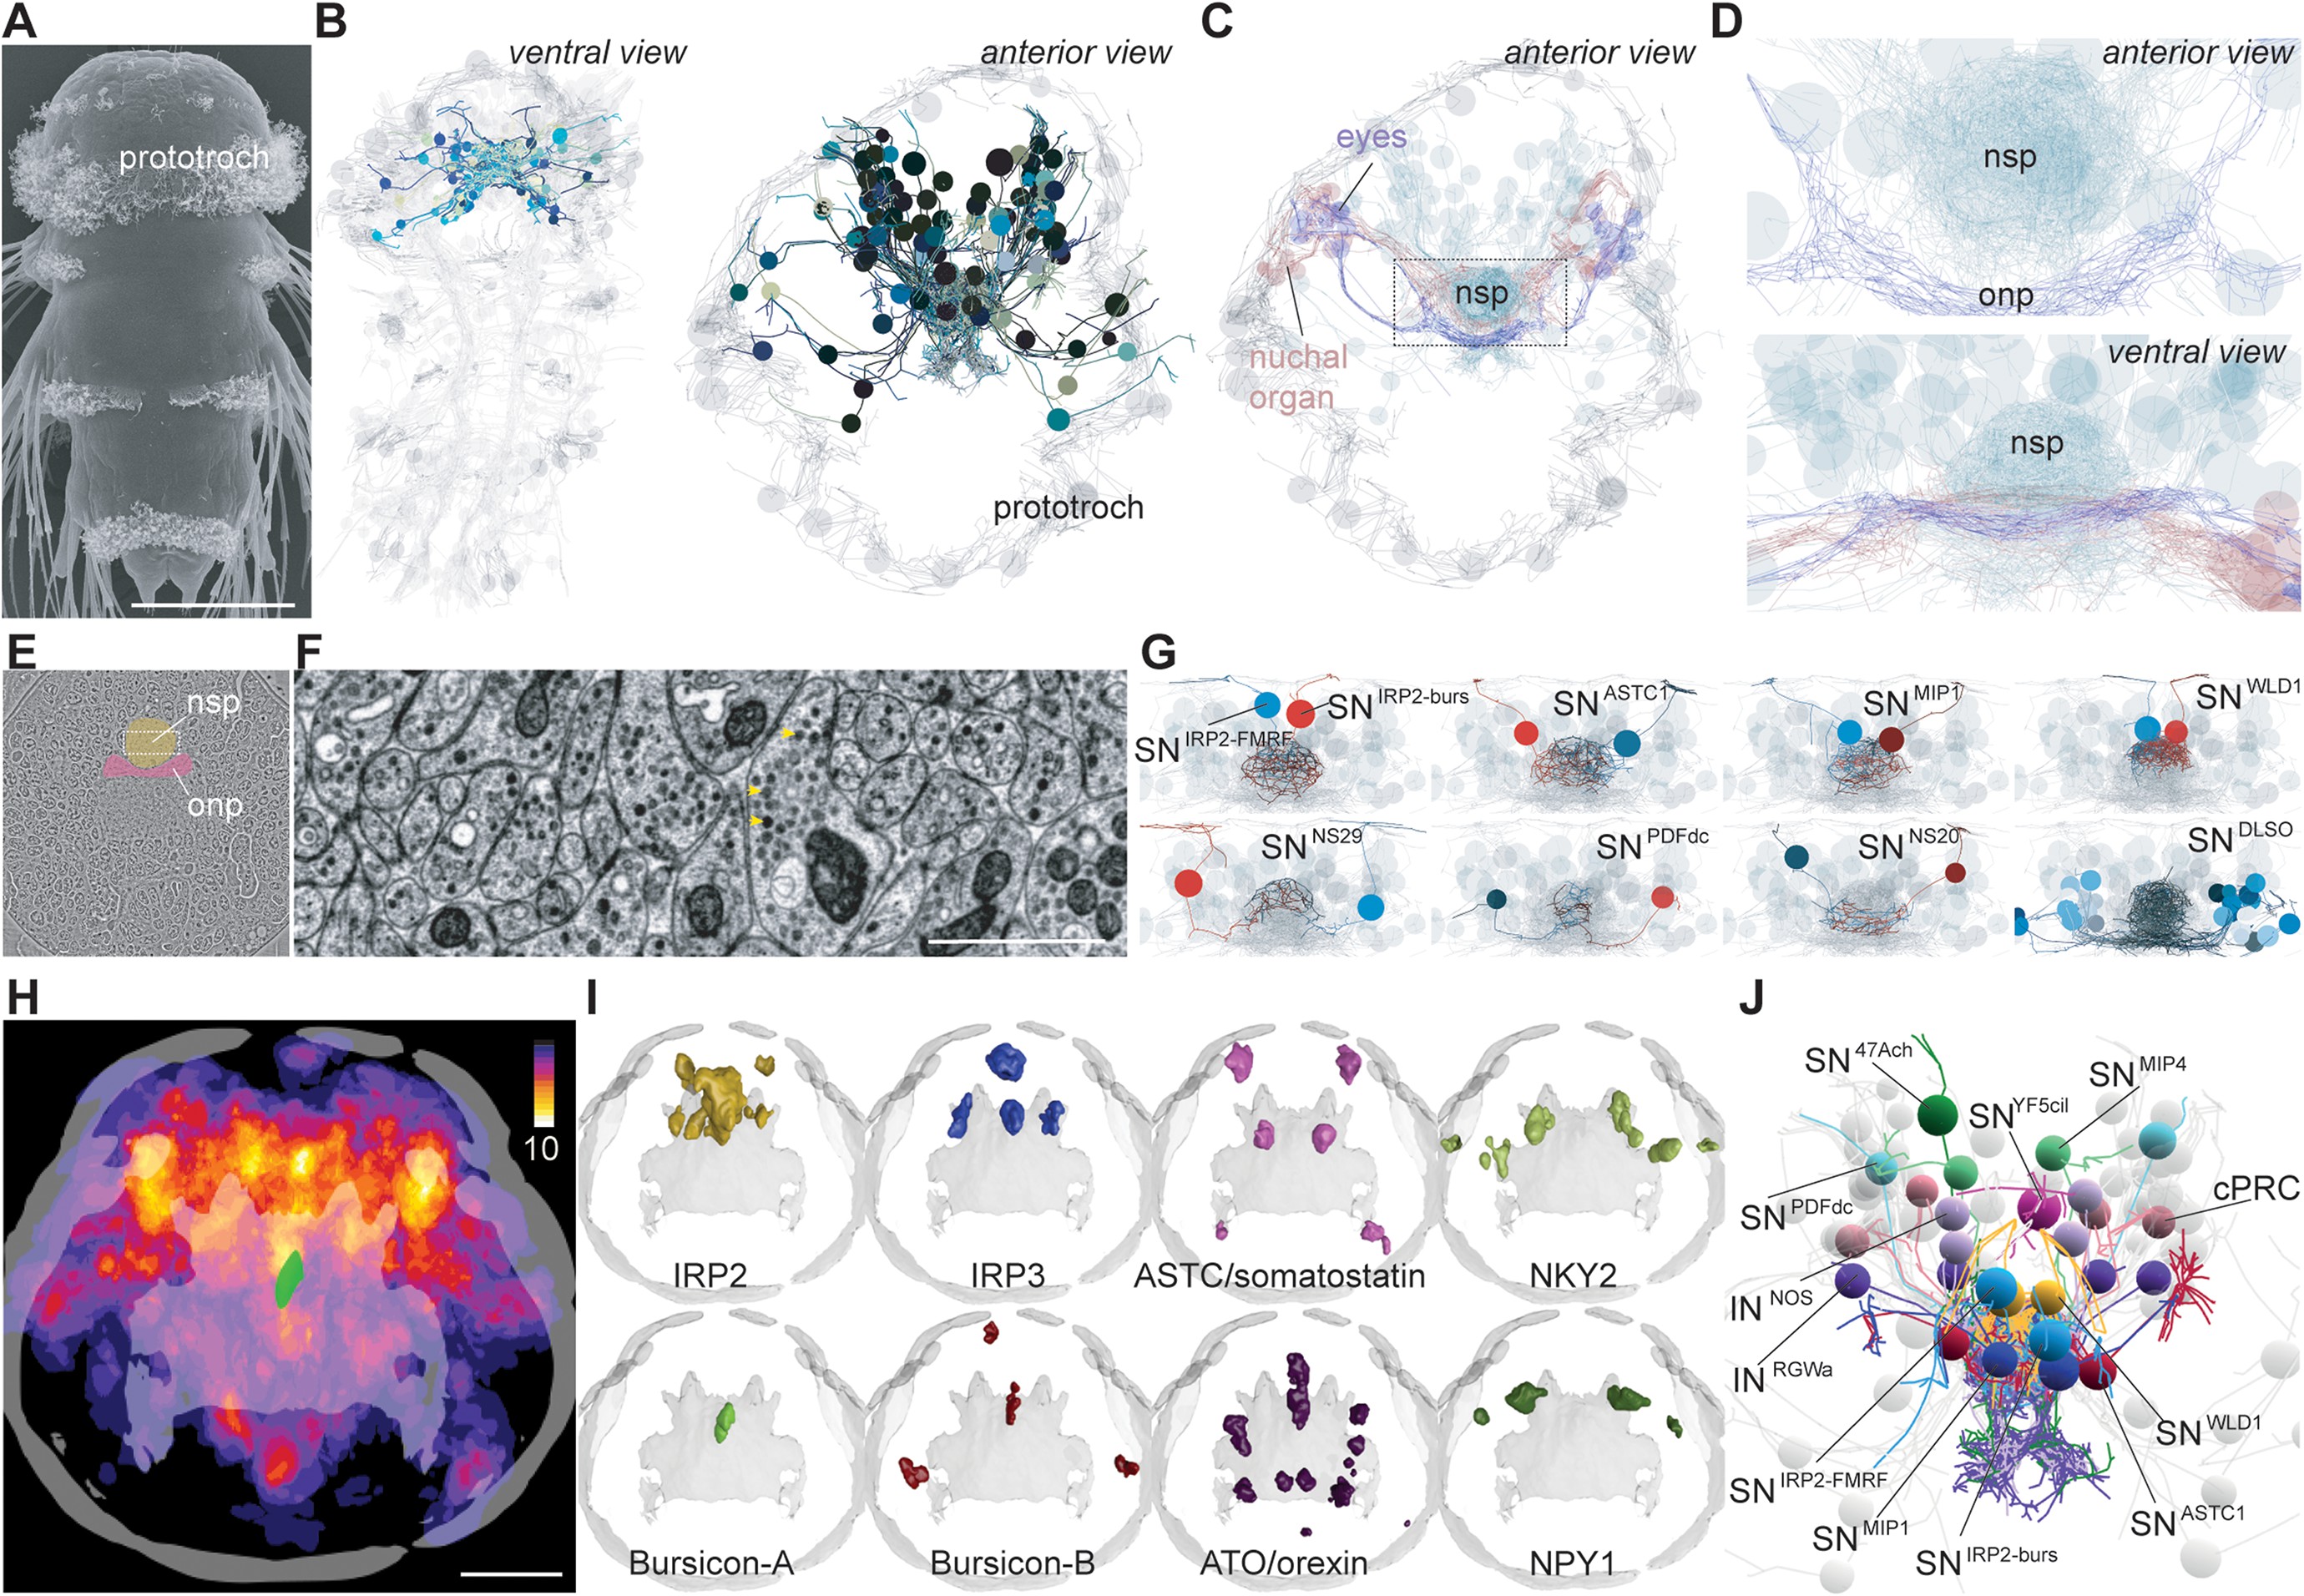 A
prototroch
B
ventral view
anterior view
prototroch
C
anterior view
eyes
nsp
nuchal
organ
D
anterior view
nsp
onp
ventral view
nsp
E
nsp
onp
F
G
SN IRP2-burs
SN IRP2-FMRF
SN ASTC1
SN MIP1
SN WLD1
SN NS29
SN PDFdc
SN NS20
SN DLSO
H
10
I
IRP2
IRP3
ASTC/somatostatin
NKY2
Bursicon-A
Bursicon-B
ATO/orexin
NPY1
J
SN 47Ach
SN MIP4
SN YF5cil
SN PDFdc
cPRC
IN NOS
IN RGWa
SN WLD1
SN IRP2-FMRF
SN ASTC1
SN MIP1
SN IRP2-burs